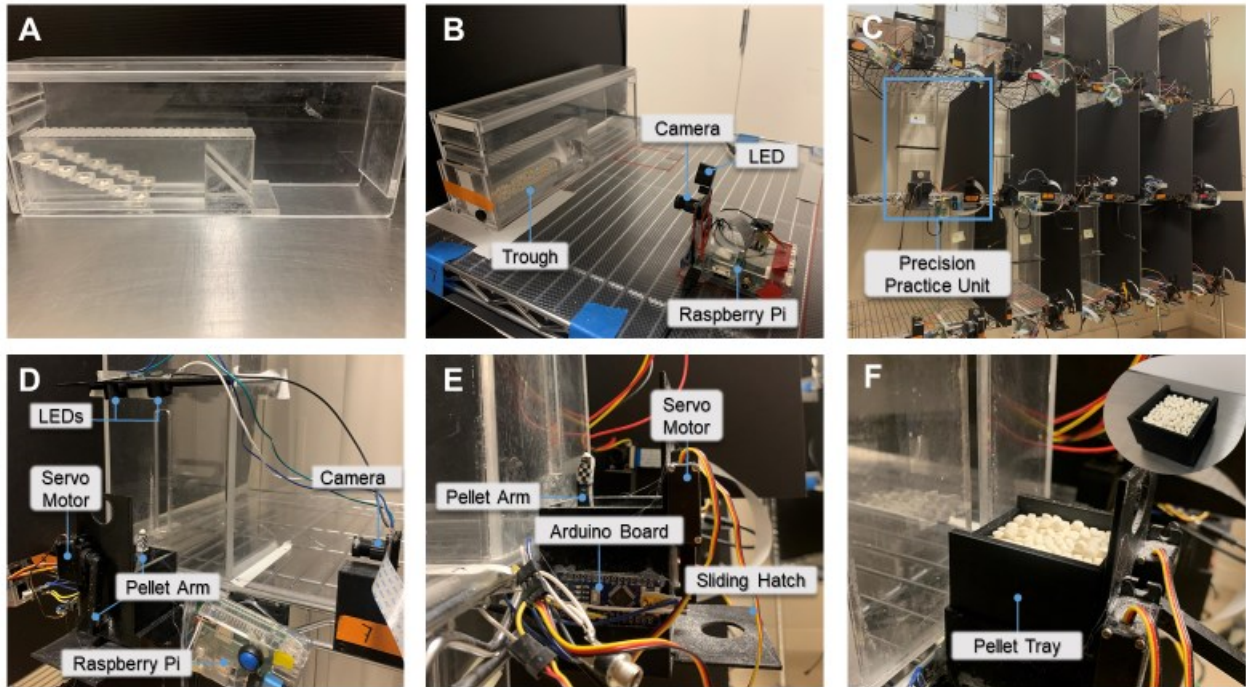 A
B
Camera
LED
Trough
Raspberry Pi
C
Precision
Practice Unit
D
LEDs
Servo
Motor
Camera
Pellet Arm
Raspberry Pi
E
Servo
Motor
Pellet Arm
Arduino Board
Sliding Hatch
F
Pellet Tray